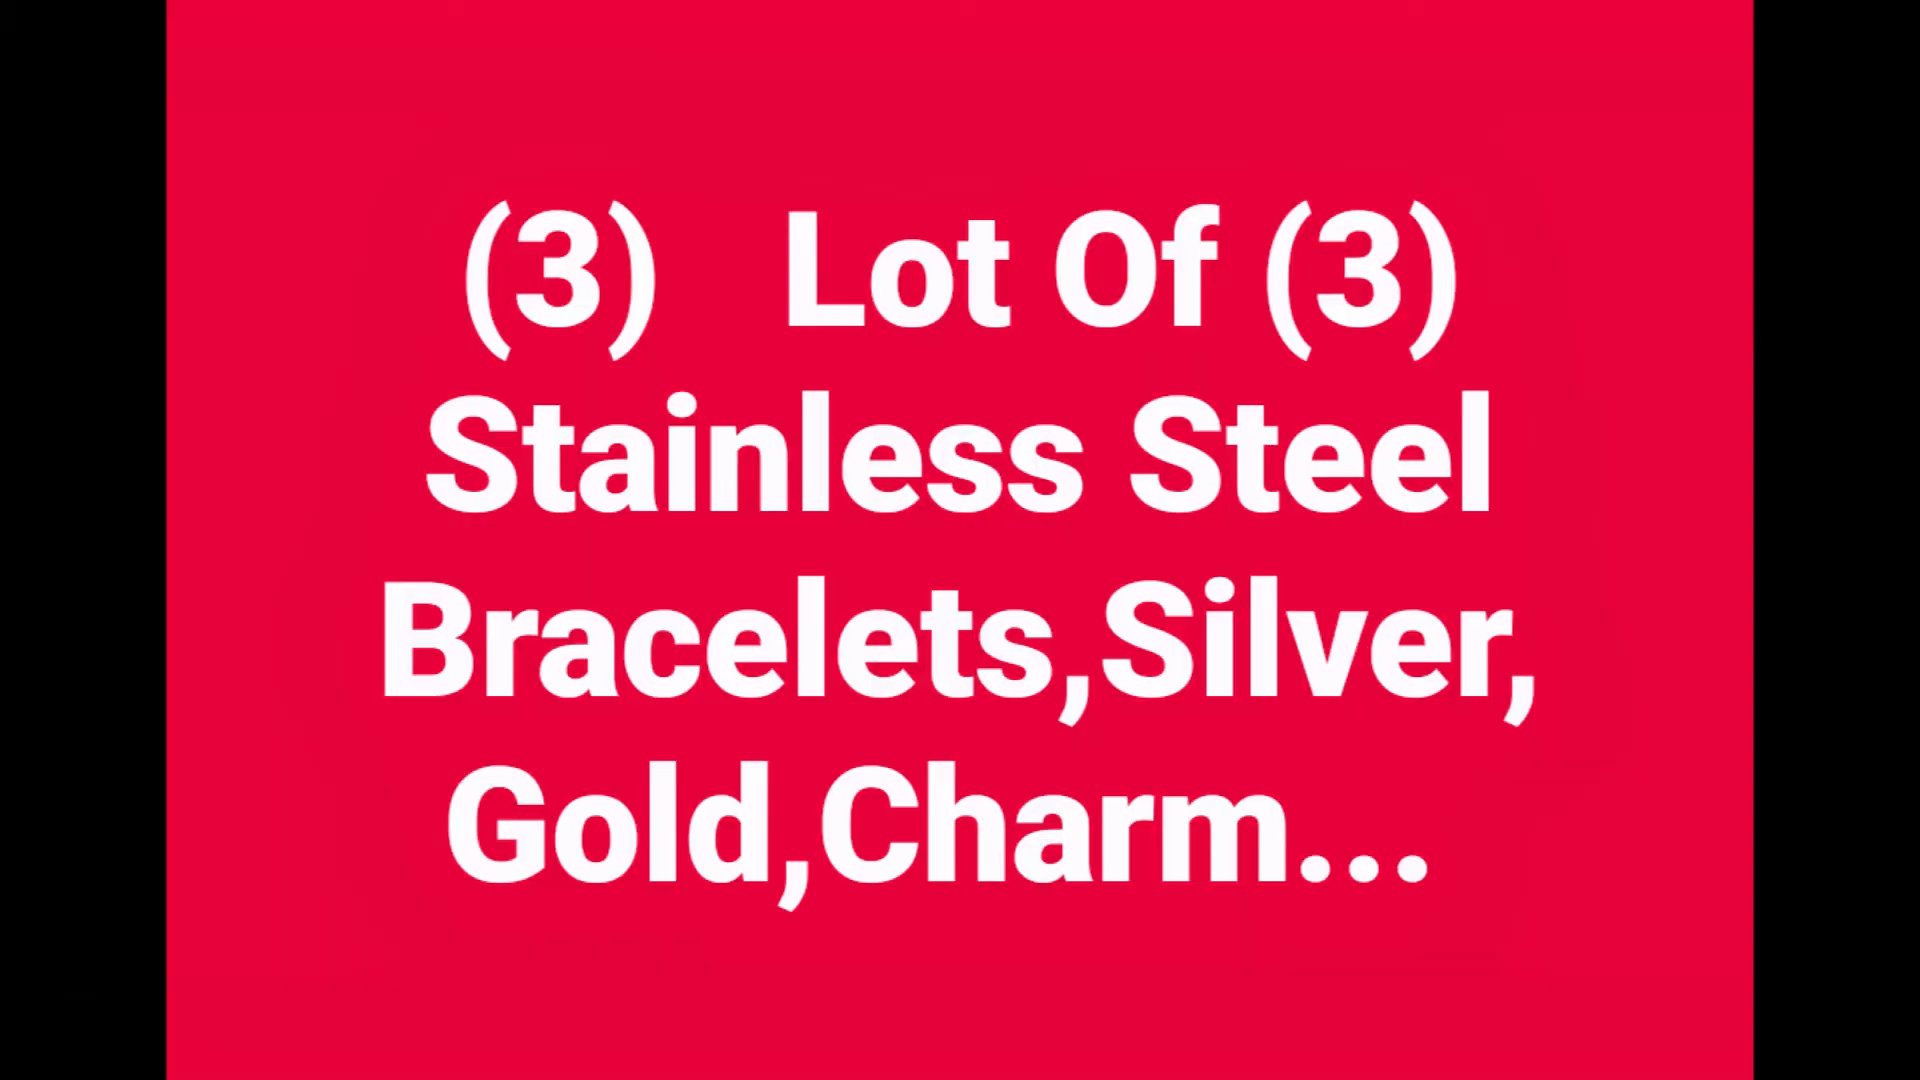 (3)   Lot Of (3)
Stainless Steel
Bracelets,Silver,
Gold,Charm...